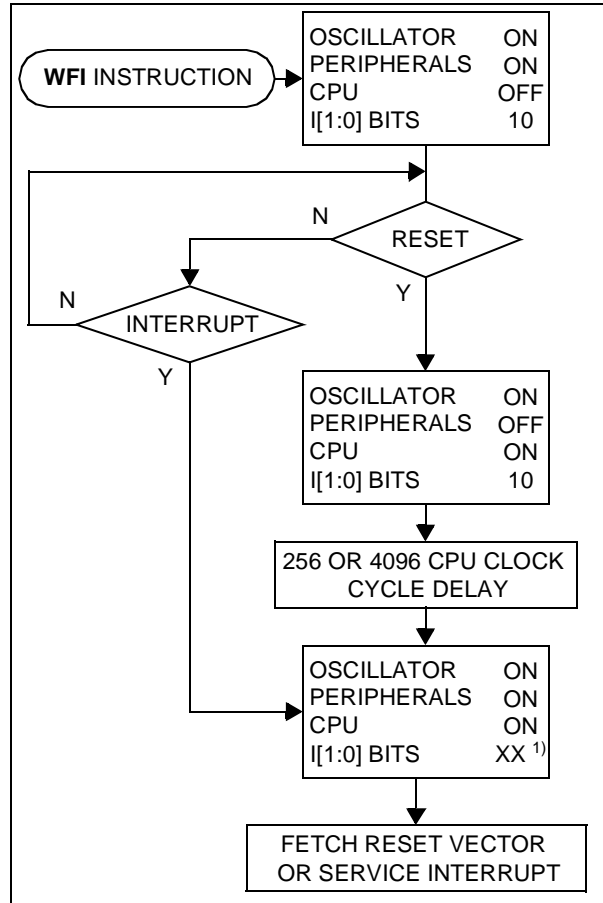 WFI INSTRUCTION
OSCILLATOR ON
PERIPHERALS ON
CPU OFF
I[1:0] BITS 10
N
RESET
Y
N
INTERRUPT
Y
OSCILLATOR ON
PERIPHERALS OFF
CPU ON
I[1:0] BITS 10
256 OR 4096 CPU CLOCK
CYCLE DELAY
OSCILLATOR ON
PERIPHERALS ON
CPU ON
I[1:0] BITS XX 1)
FETCH RESET VECTOR
OR SERVICE INTERRUPT